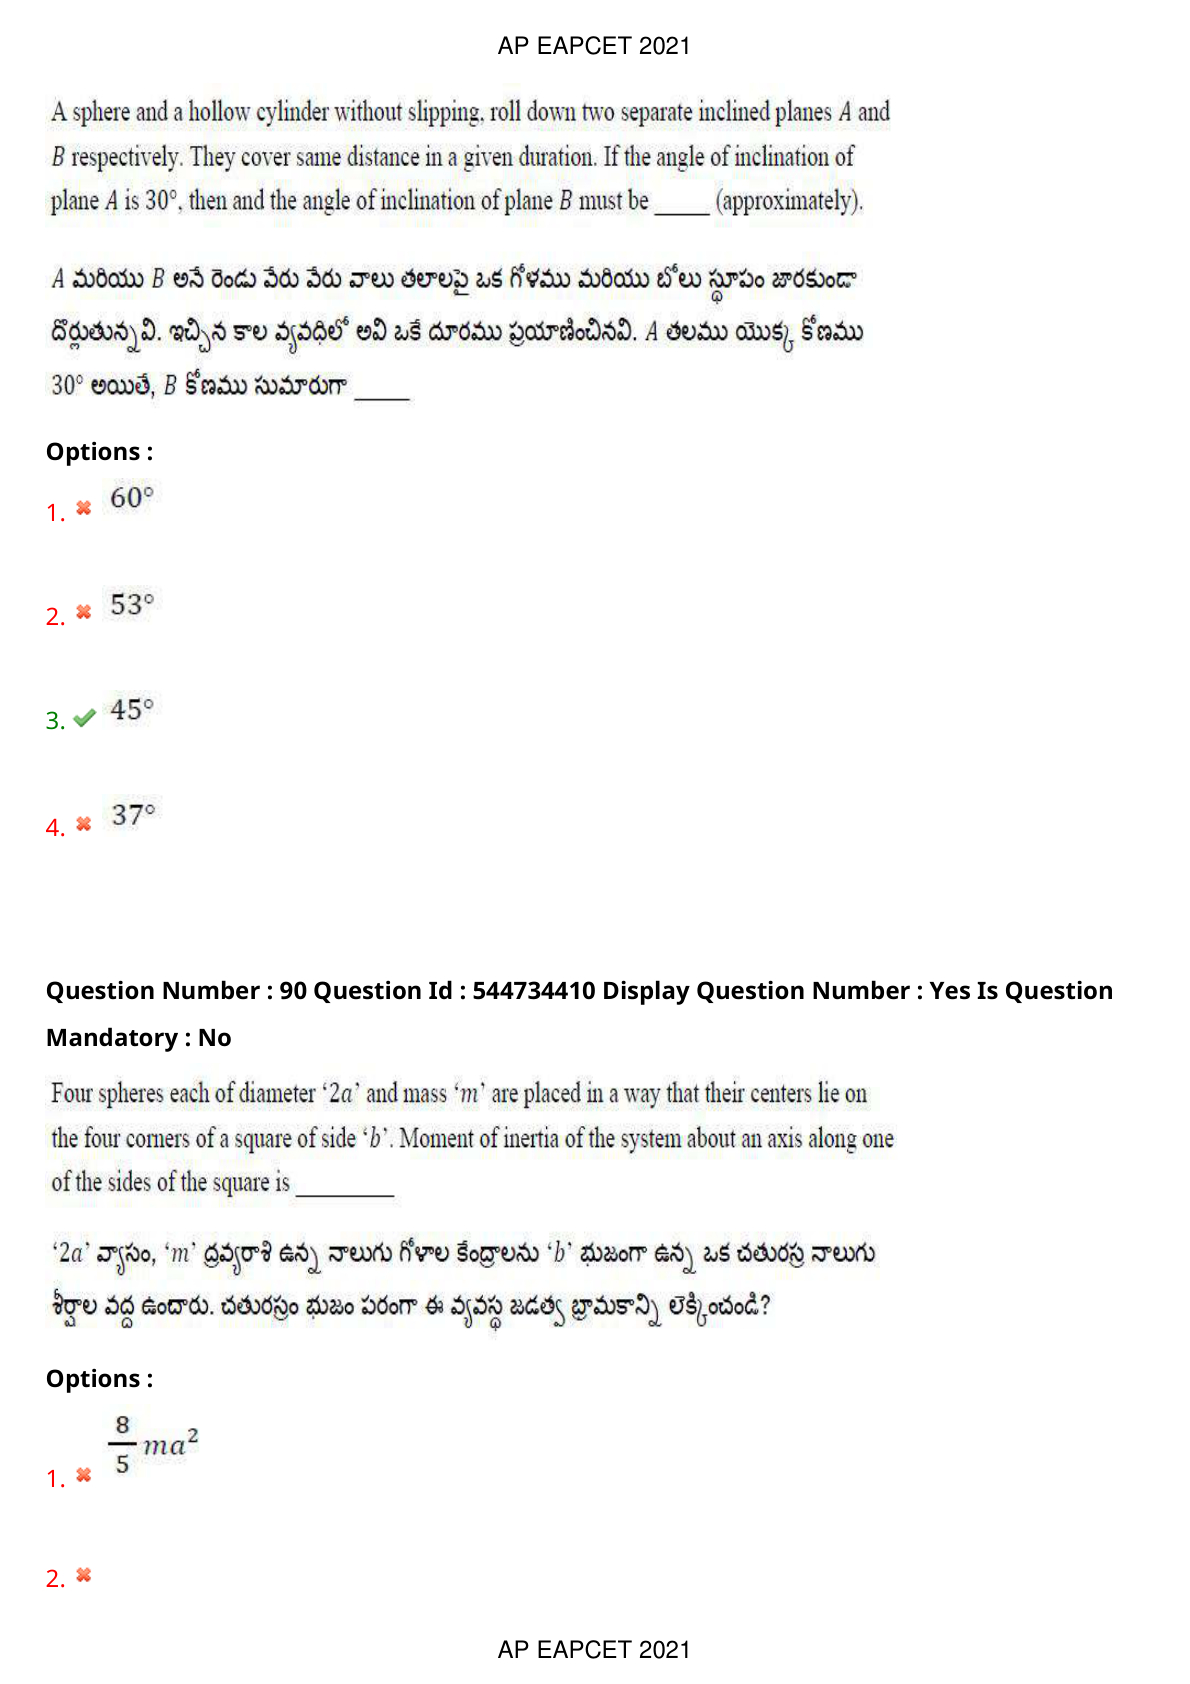 AP EAPCET 2021
A sphere and a hollow cylinder without slipping, roll down two separate inclined planes A and
B respectively. They cover same distance in a given duration. If the angle of inclination of
plane A is 30°, then and the angle of inclination of plane B must be _____ (approximately).
A మరియు B అనే రెండు వేరు వేరు వాలు తలాలపై ఒక గోళము మరియు బోలు స్థూపం జారకుండా
దొర్లుతున్నవి. ఇచ్చిన కాల వ్యవధిలో అవి ఒకే దూరము ప్రయాణించినవి. A తలము యొక్క కోణము
30° అయితే, B కోణము సుమారుగా _____
Options :
1. 60°
2. 53°
3. 45°
4. 37°
Question Number : 90 Question Id : 544734410 Display Question Number : Yes Is Question
Mandatory : No
Four spheres each of diameter ‘2a’ and mass ‘m’ are placed in a way that their centers lie on
the four corners of a square of side ‘b’. Moment of inertia of the system about an axis along one
of the sides of the square is _________
‘2a’ వ్యాసం, ‘m’ ద్రవ్యరాశి ఉన్న నాలుగు గోళాల కేంద్రాలను ‘b’ భుజంగా ఉన్న ఒక చతురస్ర నాలుగు
శీర్షాల వద్ద ఉంచారు. చతురస్రం భుజం పరంగా ఈ వ్యవస్థ జడత్వ భ్రామకాన్ని లెక్కించండి?
Options :
1. 8/5 ma²
2.
AP EAPCET 2021